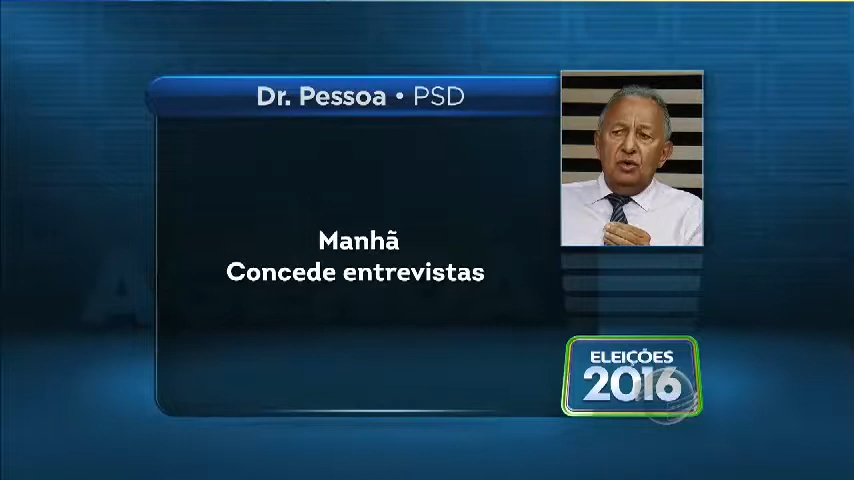 Dr. Pessoa • PSD
Manhã
Concede entrevistas
ELEIÇÕES
2016